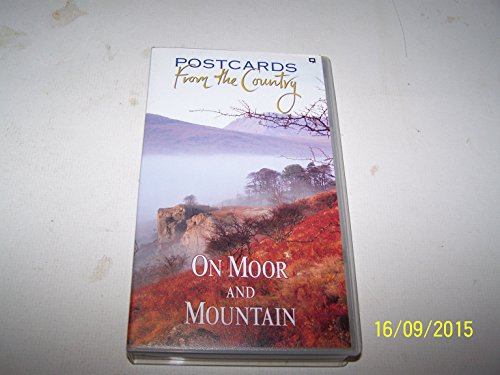 POSTCARDS
From the Country
ON MOOR
AND
MOUNTAIN
16/09/2015